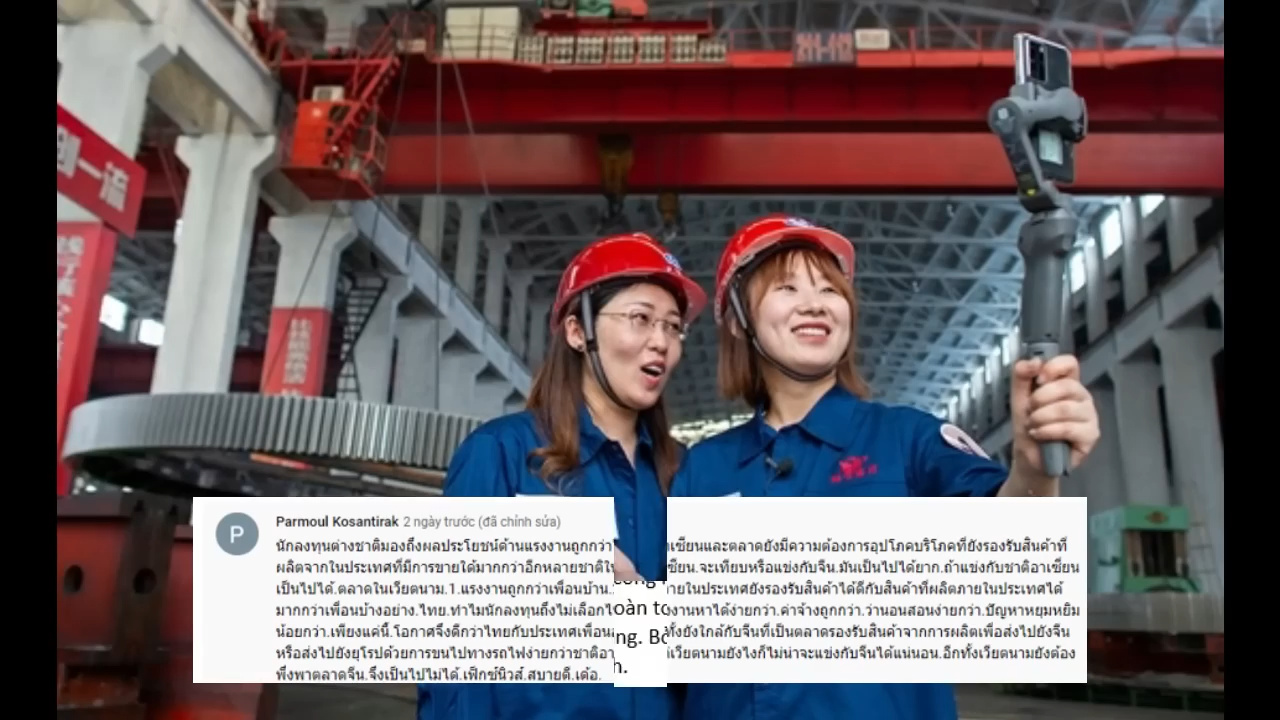 211-112
创一流
P
Parmoul Kosantirak 2 ngày trước (đã chỉnh sửa)
นักลงทุนต่างชาติมองถึงผลประโยชน์ด้านแรงงานถูกกว่า เซียนและตลาดยังมีความต้องการอุปโภคบริโภคที่ยังรองรับสินค้าที่
ผลิตจากในประเทศที่มีการขายได้มากกว่าอีกหลายชาติใน ซียน.จะเทียบหรือแข่งกับจีน.มันเป็นไปได้ยาก.ถ้าแข่งกับชาติอาเซียน
เป็นไปได้.ตลาดในเวียตนาม.1.แรงงานถูกกว่าเพื่อนบ้าน. ายในประเทศยังรองรับสินค้าได้ดีกับสินค้าที่ผลิตภายในประเทศได้
มากกว่าเพื่อนบ้างอย่าง.ไทย.ทำไมนักลงทุนถึงไม่เลือกไ oàn to งงานหาได้ง่ายกว่า.ค่าจ้างถูกกว่า.ว่านอนสอนง่ายกว่า.ปัญหาหยุมหยิม
น้อยกว่า.เพียงแค่นี้.โอกาศจึงดีกว่าไทยกับประเทศเพื่อน ng. Bố ทั้งยังใกล้กับจีนที่เป็นตลาดรองรับสินค้าจากการผลิตเพื่อส่งไปยังจีน
หรือส่งไปยังยุโรปด้วยการขนไปทางรถไฟง่ายกว่าชาติอา h. เวียตนามยังไงก็ไม่น่าจะแข่งกับจีนได้แน่นอน.อีกทั้งเวียตนามยังต้อง
พึ่งพาตลาดจีน.จึงเป็นไปไม่ได้.เฟ็กซ์นิวส์.สบายดี.เด้อ.